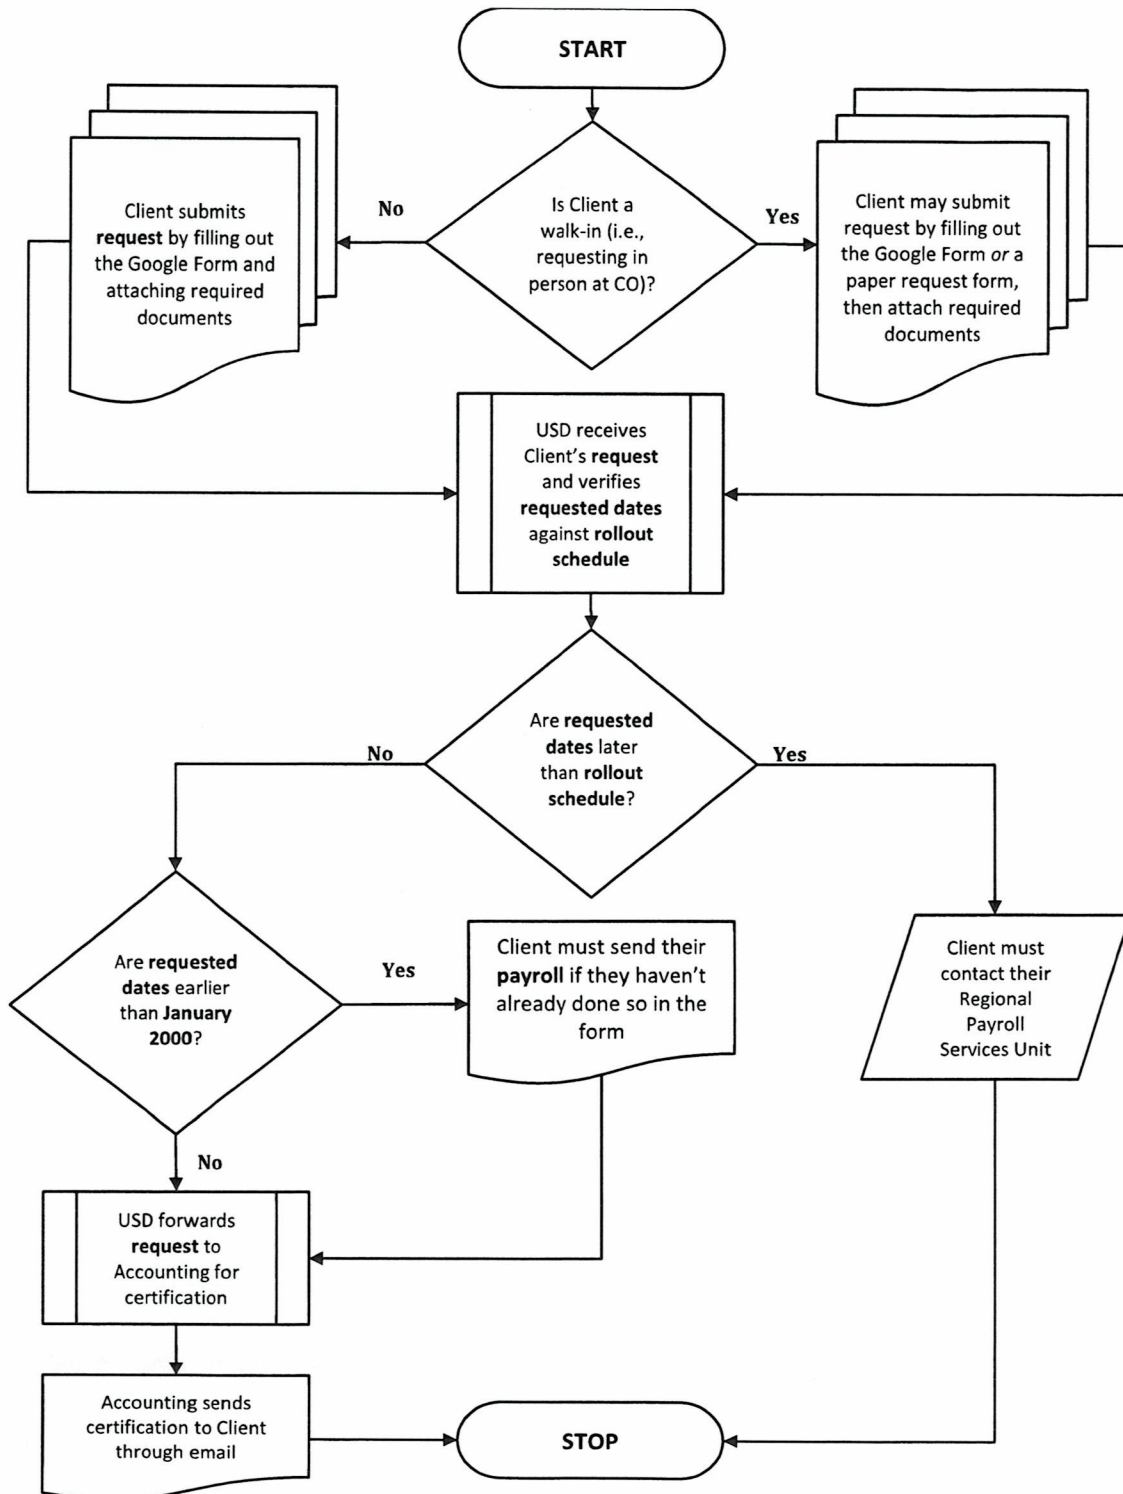 START
Is Client a
walk-in (i.e.,
requesting in
person at CO)?
No
Yes
Client submits
request by filling out
the Google Form and
attaching required
documents
Client may submit
request by filling out
the Google Form or a
paper request form,
then attach required
documents
USD receives
Client's request
and verifies
requested dates
against rollout
schedule
Are requested
dates later
than rollout
schedule?
No
Yes
Are requested
dates earlier
than January
2000?
Yes
Client must send their
payroll if they haven't
already done so in the
form
Client must
contact their
Regional
Payroll
Services Unit
No
USD forwards
request to
Accounting for
certification
Accounting sends
certification to Client
through email
STOP